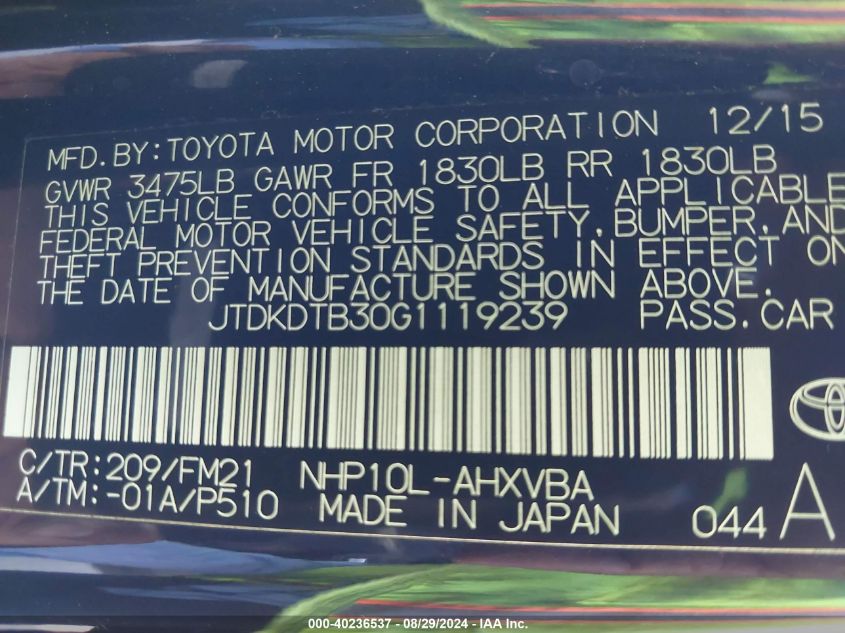 MFD.BY:TOYOTA MOTOR CORPORATION 12/15
GVWR 3475LB GAWR FR 1830LB RR 1830LB
THIS VEHICLE CONFORMS TO ALL APPLICABLE
FEDERAL MOTOR VEHICLE SAFETY,BUMPER,AND
THEFT PREVENTION STANDARDS IN EFFECT ON
THE DATE OF MANUFACTURE SHOWN ABOVE.
JTDKDTB30G1119239 PASS.CAR
C/TR:209/FM21 NHP10L-AHXVBA
A/TM:-01A/P510 MADE IN JAPAN 044 A
000-40236537 - 08/29/2024 - IAA Inc.